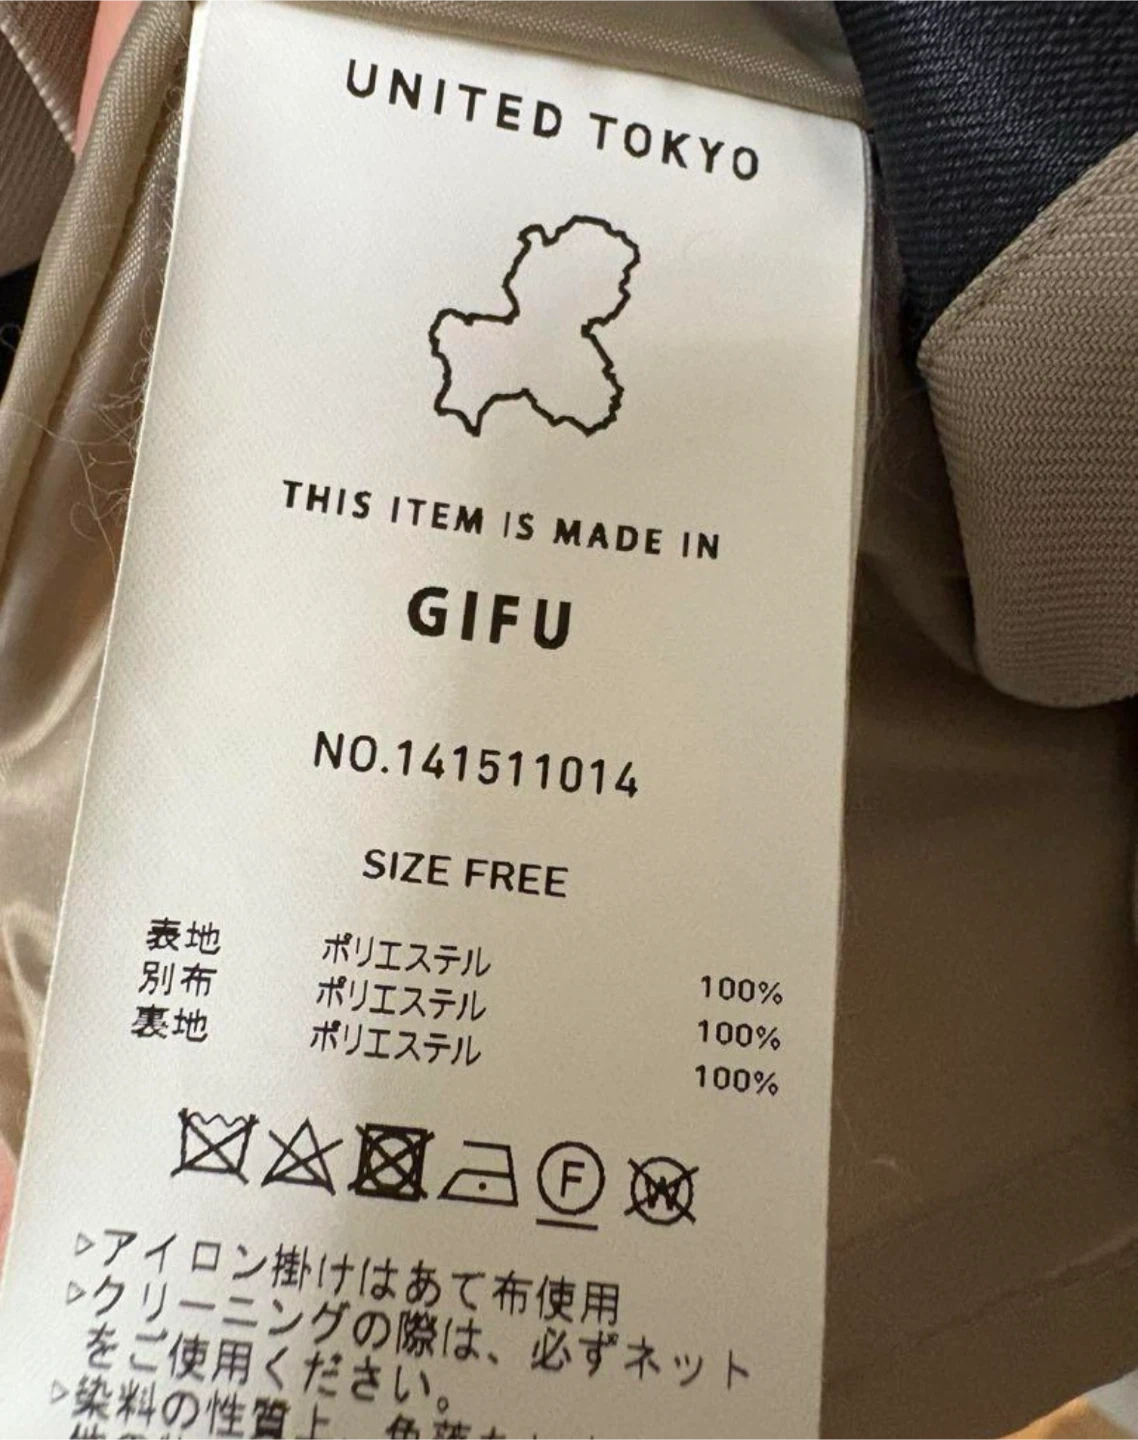 UNITED TOKYO
THIS ITEM IS MADE IN
GIFU
NO.141511014
SIZE FREE
表地 ポリエステル 100%
別布 ポリエステル 100%
裏地 ポリエステル 100%
F W
▷アイロン掛けはあて布使用
▷クリーニングの際は、必ずネット
をご使用ください。
▷染料の性質上、色落ち